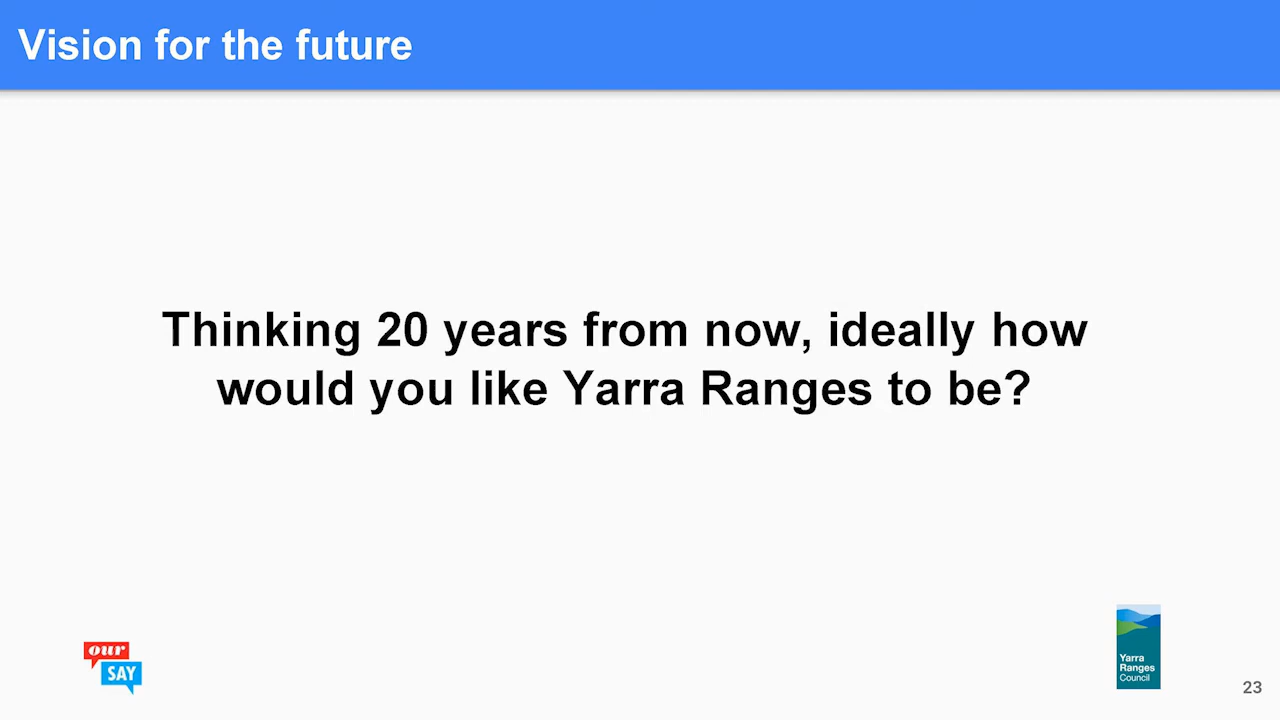 Vision for the future
Thinking 20 years from now, ideally how
would you like Yarra Ranges to be?
our
SAY
Yarra
Ranges
Council
23